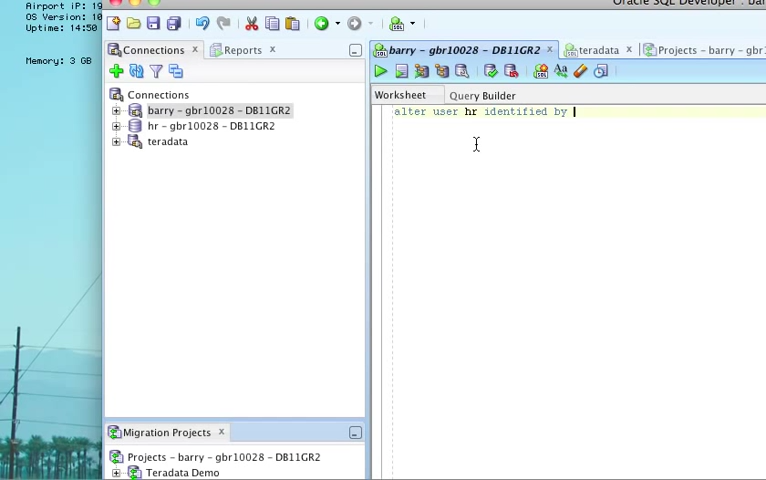 Airport iP: 19
OS Version: 10
Uptime: 14:50
Memory: 3 GB
Oracle SQL Developer : bar
Connections
Reports
Connections
barry - gbr10028 - DB11GR2
hr - gbr10028 - DB11GR2
teradata
Migration Projects
Projects - barry - gbr10028 - DB11GR2
Teradata Demo
barry - gbr10028 - DB11GR2
teradata
Projects - barry - gbr1
Worksheet
Query Builder
alter user hr identified by